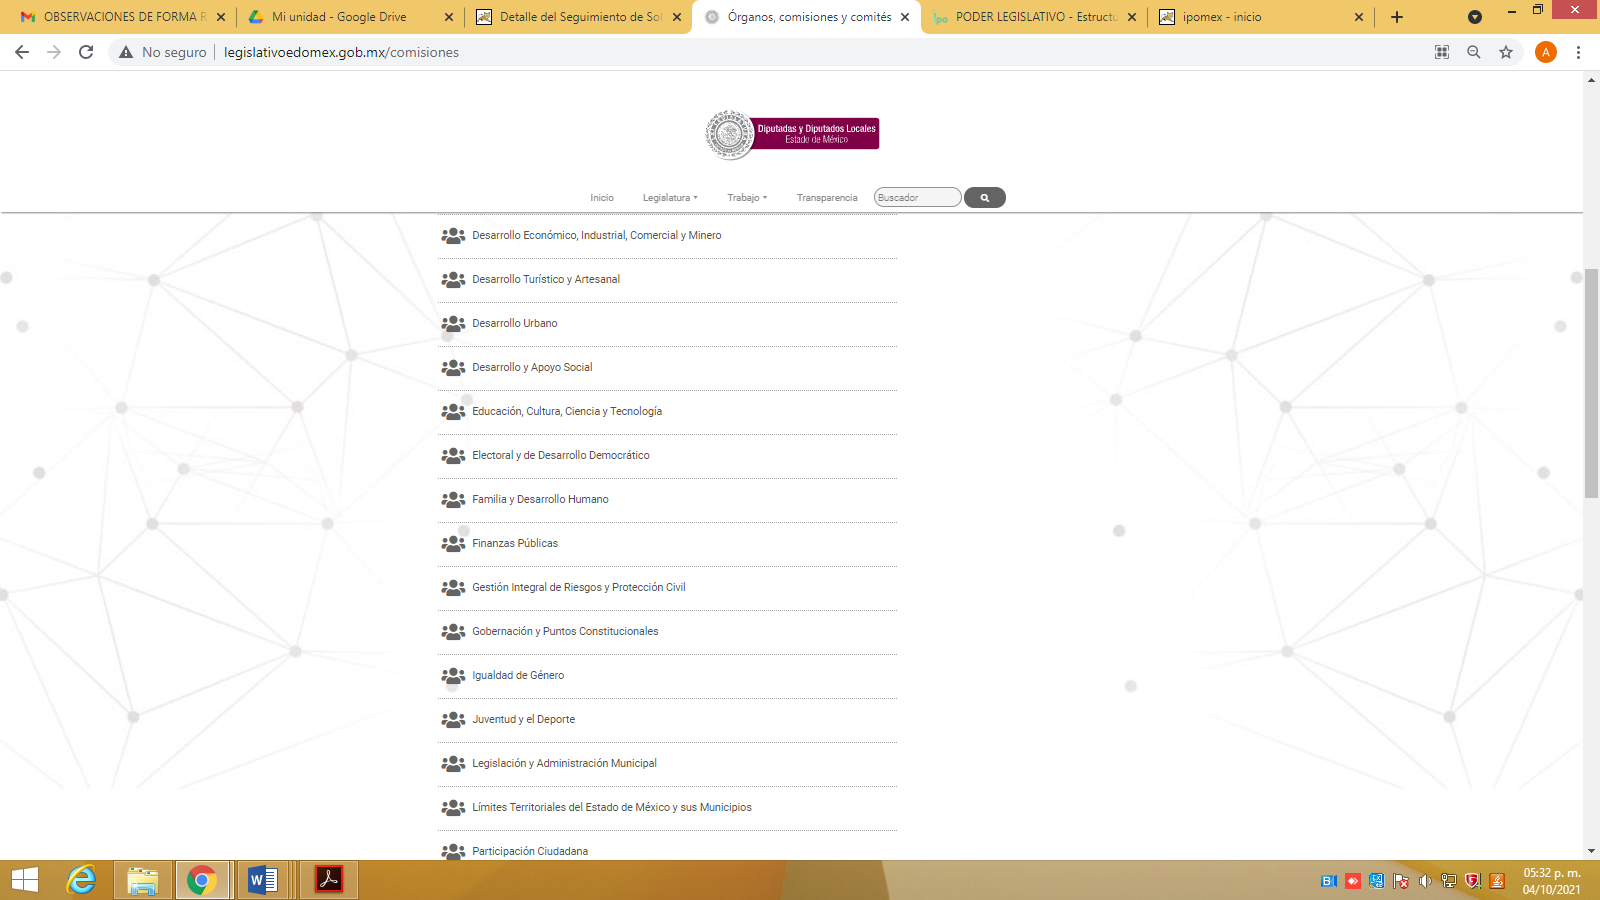 OBSERVACIONES DE FORMA R
Mi unidad - Google Drive
Detalle del Seguimiento de Sol
Órganos, comisiones y comités
PODER LEGISLATIVO - Estructu
ipomex - inicio
No seguro
legislativoedomex.gob.mx/comisiones
A
Diputadas y Diputados Locales
Estado de México
Inicio
Legislatura
Trabajo
Transparencia
Buscador
Desarrollo Económico, Industrial, Comercial y Minero
Desarrollo Turístico y Artesanal
Desarrollo Urbano
Desarrollo y Apoyo Social
Educación, Cultura, Ciencia y Tecnología
Electoral y de Desarrollo Democrático
Familia y Desarrollo Humano
Finanzas Públicas
Gestión Integral de Riesgos y Protección Civil
Gobernación y Puntos Constitucionales
Igualdad de Género
Juventud y el Deporte
Legislación y Administración Municipal
Límites Territoriales del Estado de México y sus Municipios
Participación Ciudadana
05:32 p. m.
04/10/2021